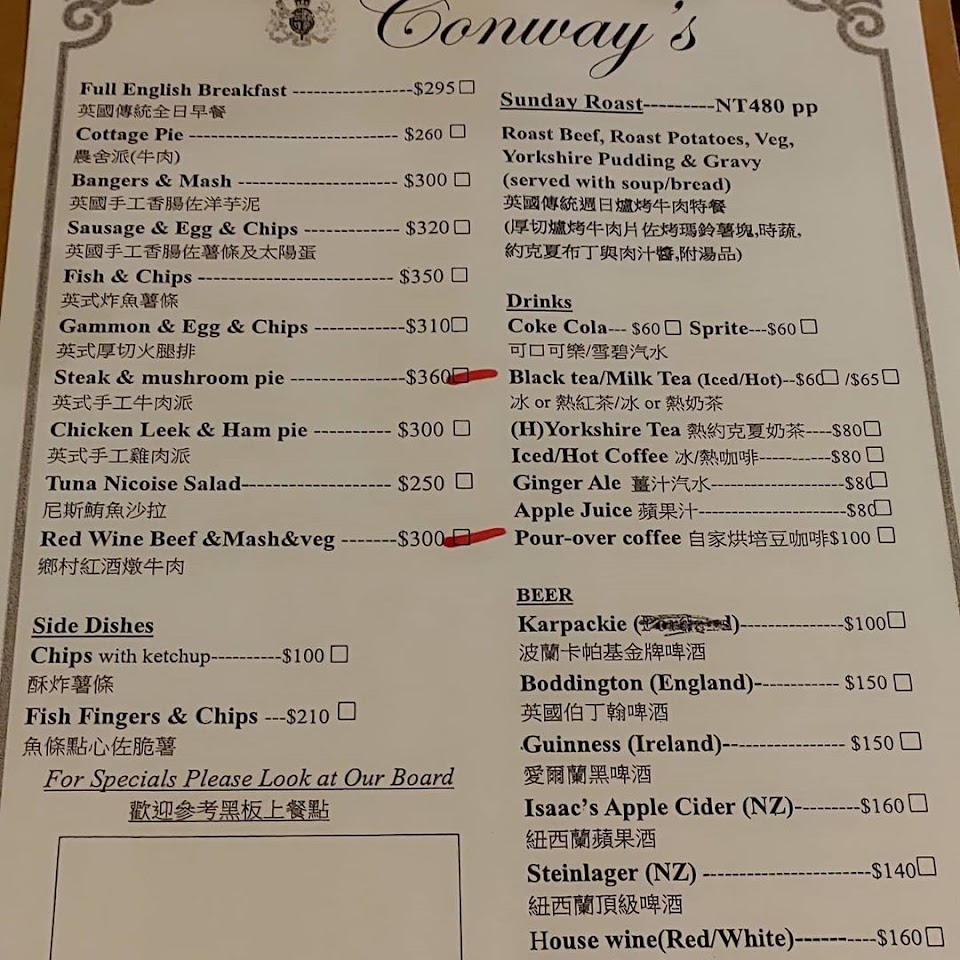 Conway's
Full English Breakfast ------------------$295
英國傳統全日早餐
Cottage Pie -------------------------------- $260
農舍派(牛肉)
Bangers & Mash ------------------------ $300
英國手工香腸佐洋芋泥
Sausage & Egg & Chips -------------- $320
英國手工香腸佐薯條及太陽蛋
Fish & Chips ----------------------------- $350
英式炸魚薯條
Gammon & Egg & Chips -------------$310
英式厚切火腿排
Steak & mushroom pie ----------------$360
英式手工牛肉派
Chicken Leek & Ham pie ---------- $300
英式手工雞肉派
Tuna Nicoise Salad------------------- $250
尼斯鮪魚沙拉
Red Wine Beef &Mash&veg -------$300
鄉村紅酒燉牛肉
Side Dishes
Chips with ketchup----------$100
酥炸薯條
Fish Fingers & Chips ---$210
魚條點心佐脆薯
For Specials Please Look at Our Board
歡迎參考黑板上餐點
Sunday Roast---------NT480 pp
Roast Beef, Roast Potatoes, Veg,
Yorkshire Pudding & Gravy
(served with soup/bread)
英國傳統週日爐烤牛肉特餐
(厚切爐烤牛肉片佐烤瑪鈴薯塊,時蔬,
約克夏布丁與肉汁醬,附湯品)
Drinks
Coke Cola--- $60 Sprite---$60
可口可樂/雪碧汽水
Black tea/Milk Tea (Iced/Hot)--$60 /$65
冰 or 熱紅茶/冰 or 熱奶茶
(H)Yorkshire Tea 熱約克夏奶茶----$80
Iced/Hot Coffee 冰/熱咖啡-----------$80
Ginger Ale 薑汁汽水---------------------$80
Apple Juice 蘋果汁-----------------------$80
Pour-over coffee 自家烘培豆咖啡$100
BEER
Karpackie ()---------------$100
波蘭卡帕基金牌啤酒
Boddington (England)------------ $150
英國伯丁翰啤酒
Guinness (Ireland)----------------- $150
愛爾蘭黑啤酒
Isaac's Apple Cider (NZ)---------$160
紐西蘭蘋果酒
Steinlager (NZ) -----------------------$140
紐西蘭頂級啤酒
House wine(Red/White)-----------$160